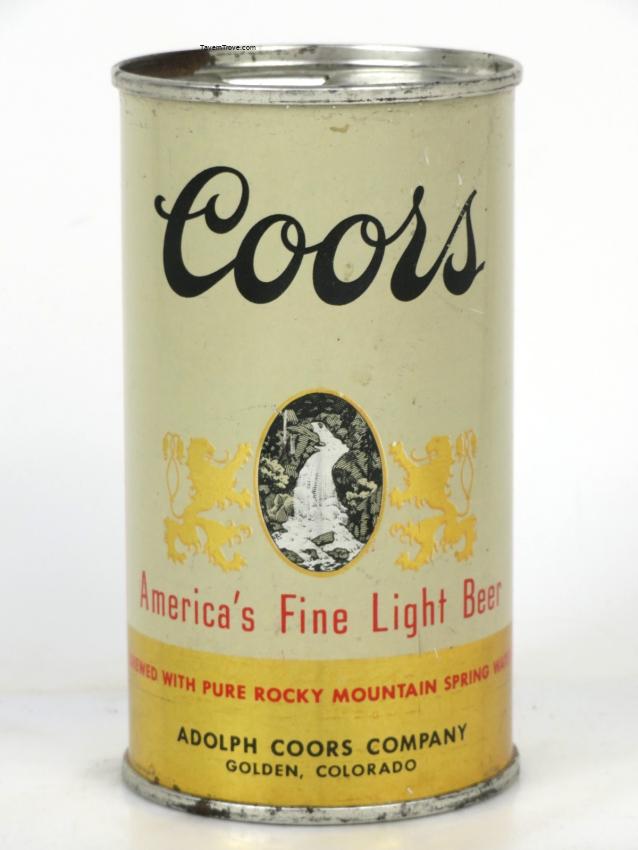 TavernTrove.com
Coors
America's Fine Light Beer
WITH PURE ROCKY MOUNTAIN SPRING
ADOLPH COORS COMPANY
GOLDEN, COLORADO